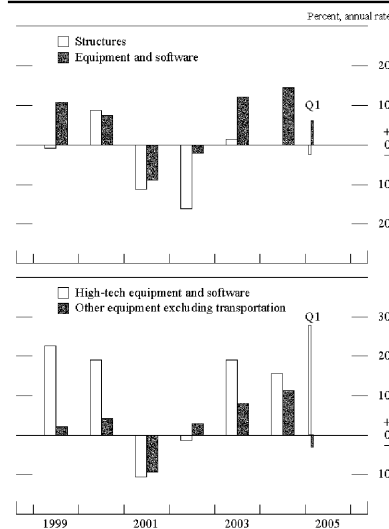 Percent, annual rate
Structures
Equipment and software
20
Q1
10
+
0
−
10
20
High-tech equipment and software
Other equipment excluding transportation
30
Q1
20
10
+
0
−
10
1999 2001 2003 2005